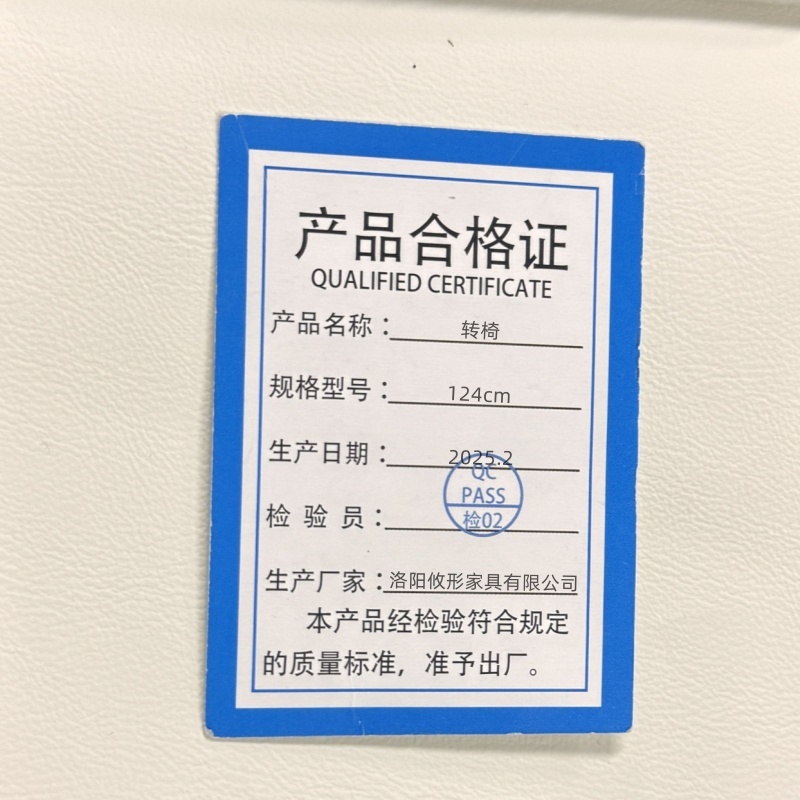 产品合格证
QUALIFIED CERTIFICATE
产品名称：转椅
规格型号：124cm
生产日期：2025.2
QC
PASS
检验员：检02
生产厂家：洛阳攸形家具有限公司
本产品经检验符合规定
的质量标准，准予出厂。